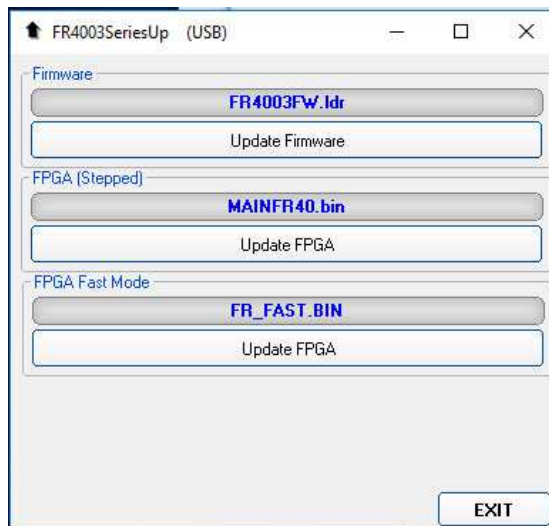 FR4003SeriesUp (USB)
Firmware
FR4003FW.ldr
Update Firmware
FPGA (Stepped)
MAINFR40.bin
Update FPGA
FPGA Fast Mode
FR_FAST.BIN
Update FPGA
EXIT